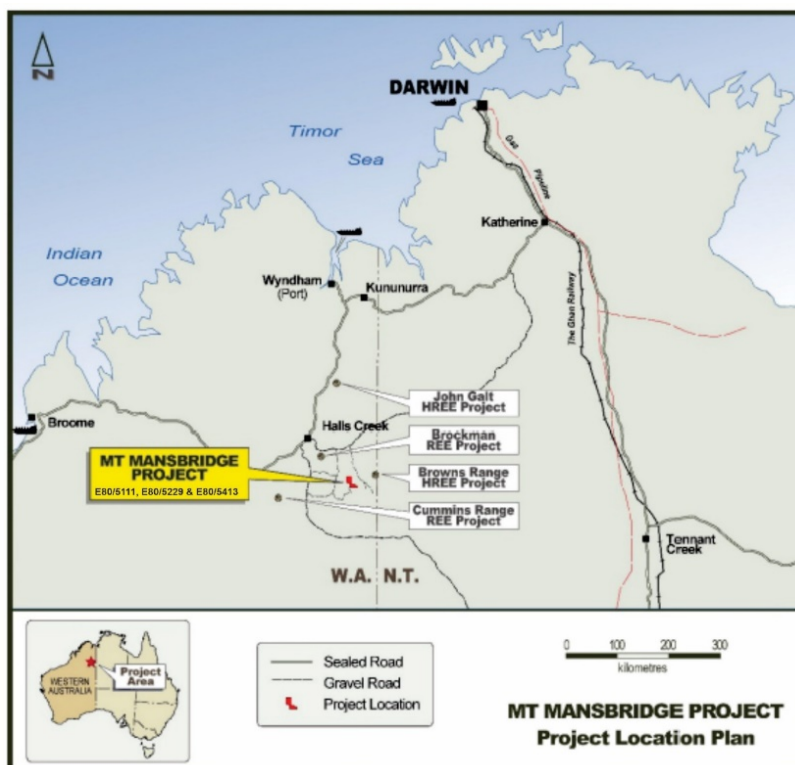 N
DARWIN
Timor
Sea
Gas
Pipeline
Katherine
Indian
Ocean
Wyndham
(Port)
Kununurra
The Ghan Railway
John Galt
HREE Project
Broome
Halls Creek
Brockman
REE Project
MT MANSBRIDGE
PROJECT
E80/5111, E80/5229 & E80/5413
Browns Range
HREE Project
Cummins Range
REE Project
Tennant
Creek
W.A. N.T.
WESTERN
AUSTRALIA
Project
Area
Sealed Road
Gravel Road
Project Location
0 100 200 300
kilometres
MT MANSBRIDGE PROJECT
Project Location Plan